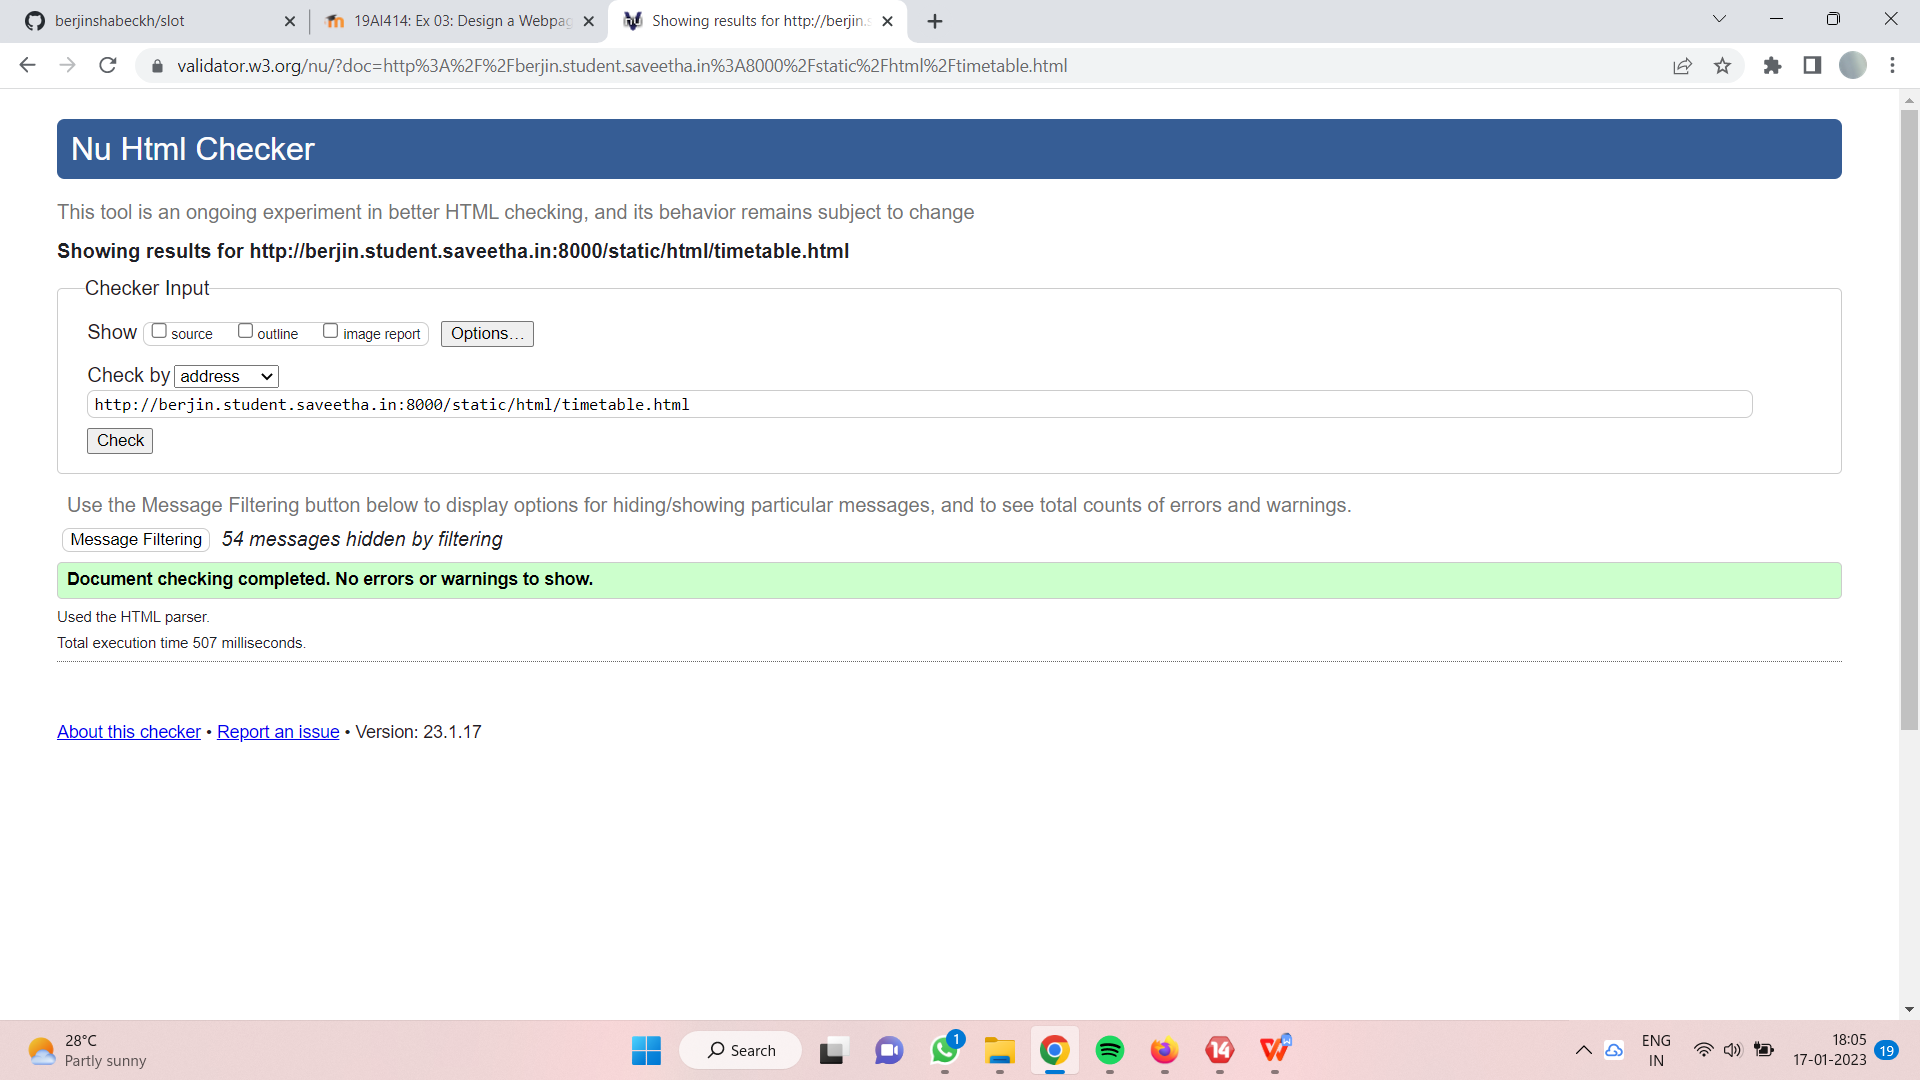 berjinshabeckh/slot
19AI414: Ex 03: Design a Webpag
Showing results for http://berjin.s
validator.w3.org/nu/?doc=http%3A%2F%2Fberjin.student.saveetha.in%3A8000%2Fstatic%2Fhtml%2Ftimetable.html
Nu Html Checker
This tool is an ongoing experiment in better HTML checking, and its behavior remains subject to change
Showing results for http://berjin.student.saveetha.in:8000/static/html/timetable.html
Checker Input
Show source outline image report Options...
Check by address
http://berjin.student.saveetha.in:8000/static/html/timetable.html
Check
Use the Message Filtering button below to display options for hiding/showing particular messages, and to see total counts of errors and warnings.
Message Filtering 54 messages hidden by filtering
Document checking completed. No errors or warnings to show.
Used the HTML parser.
Total execution time 507 milliseconds.
About this checker • Report an issue • Version: 23.1.17
28°C
Partly sunny
Search
1
14
ENG
IN
18:05
17-01-2023
19